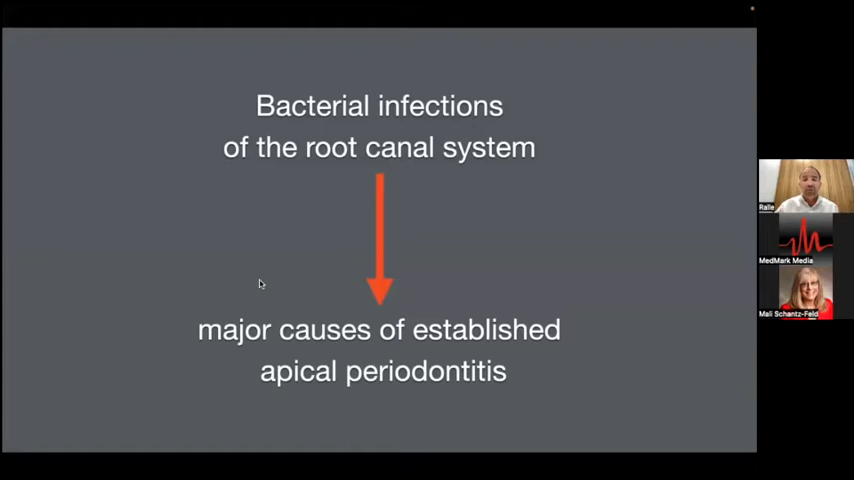 Bacterial infections
of the root canal system
major causes of established
apical periodontitis
Ralle
MedMark Media
Mali Schantz-Feld